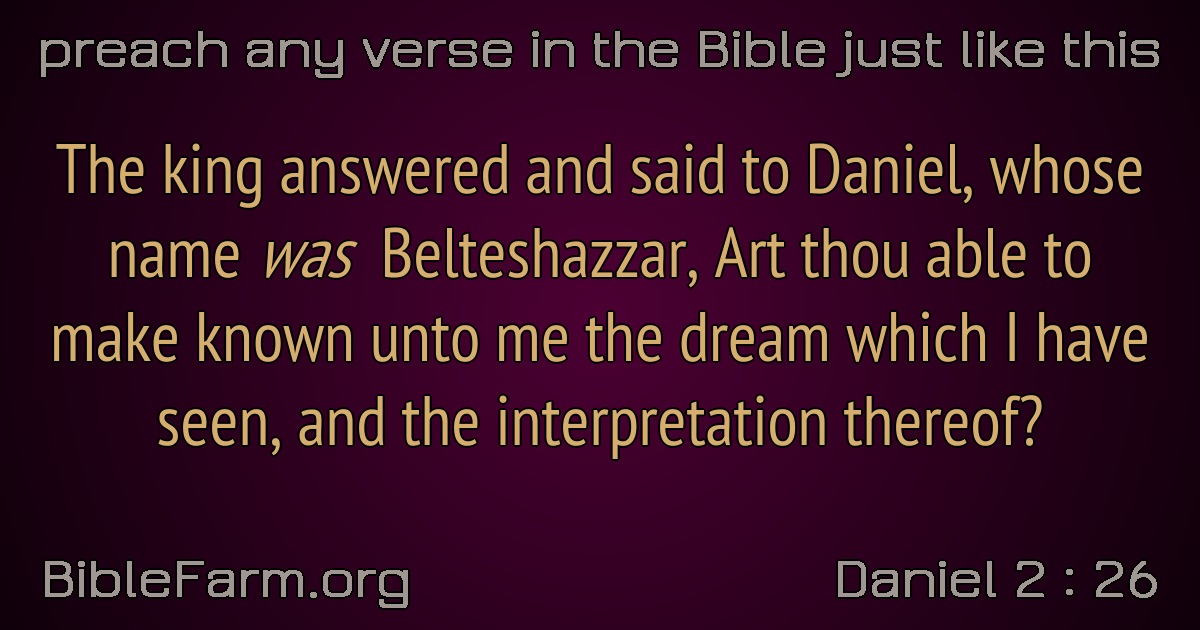 preach any verse in the Bible just like this
The king answered and said to Daniel, whose
name was Belteshazzar, Art thou able to
make known unto me the dream which I have
seen, and the interpretation thereof?
BibleFarm.org
Daniel 2 : 26